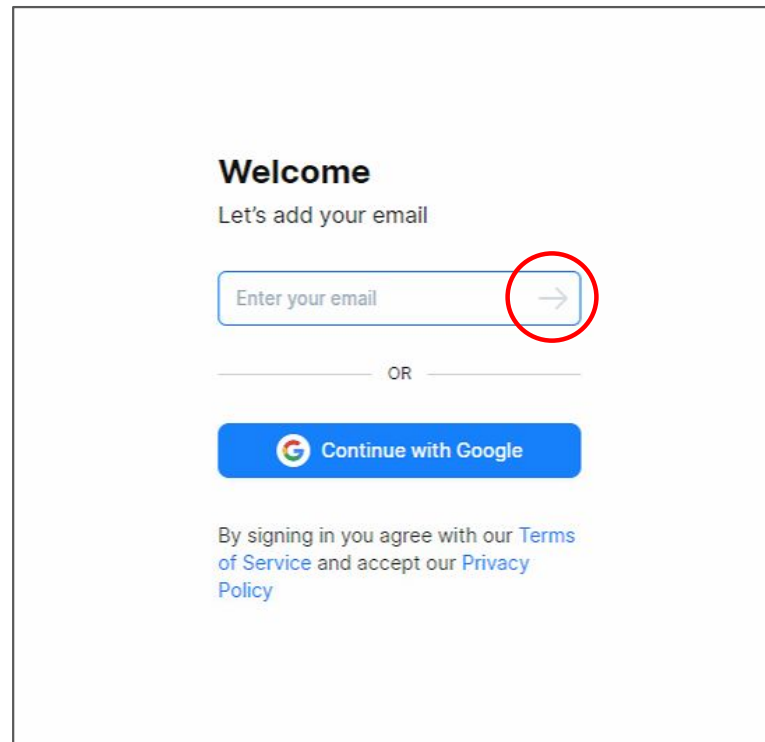 Welcome
Let's add your email
Enter your email
OR
Continue with Google
By signing in you agree with our Terms
of Service and accept our Privacy
Policy